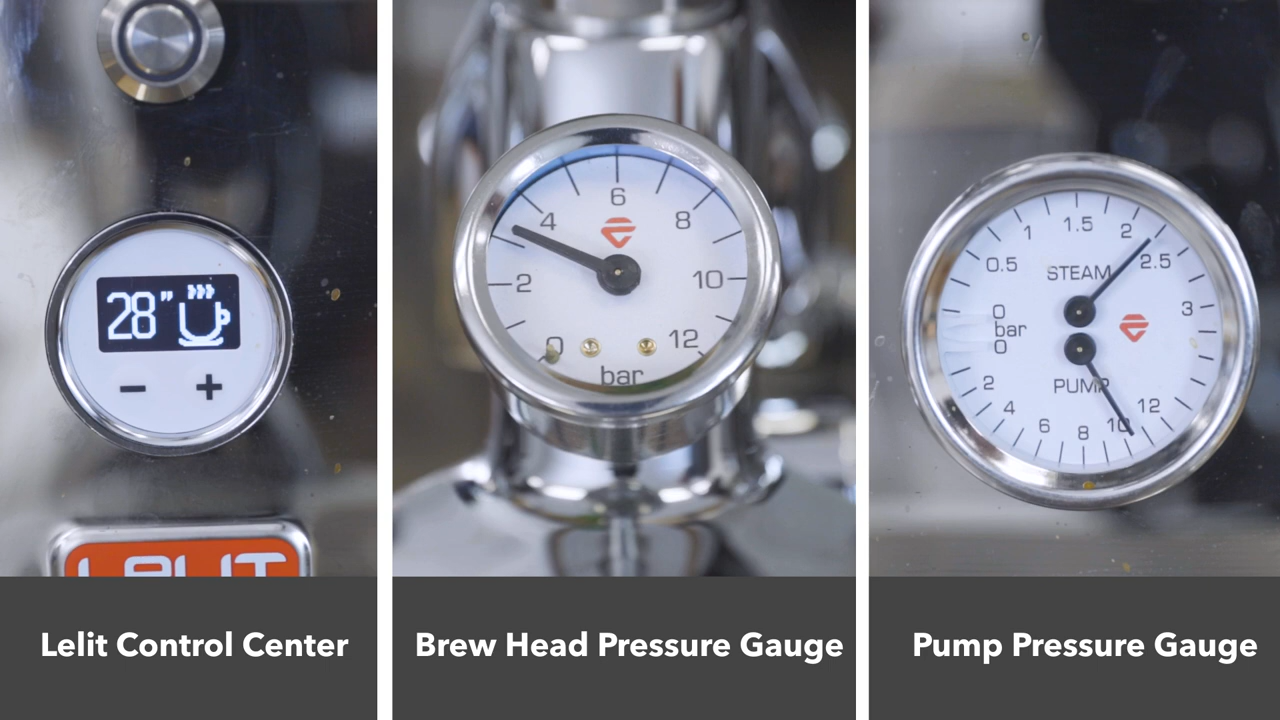 28"
- +
LELIT
6
4 8
2 10
0 12
bar
1.5
1 2
0.5 2.5
STEAM
0 3
bar
0
PUMP
2 12
4 10
6 8
Lelit Control Center
Brew Head Pressure Gauge
Pump Pressure Gauge